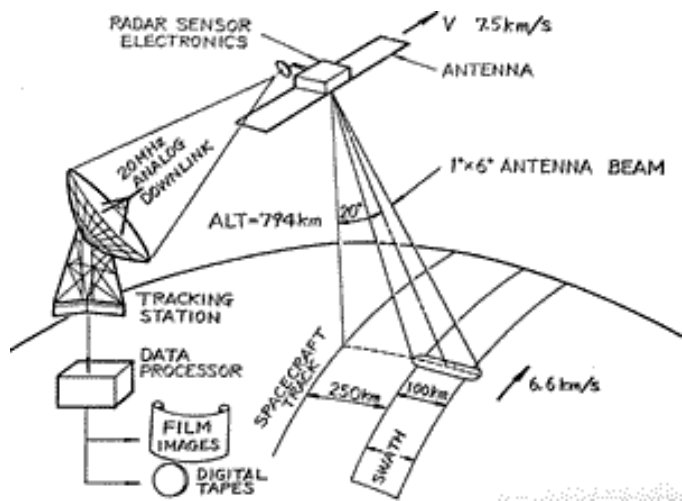 RADAR SENSOR
ELECTRONICS
V 7.5km/s
ANTENNA
20MHz
ANALOG
DOWNLINK
1°x6° ANTENNA BEAM
ALT=794km
20°
TRACKING
STATION
DATA
PROCESSOR
SPACECRAFT
TRACK
250km
100km
6.6km/s
SWATH
FILM
IMAGES
DIGITAL
TAPES